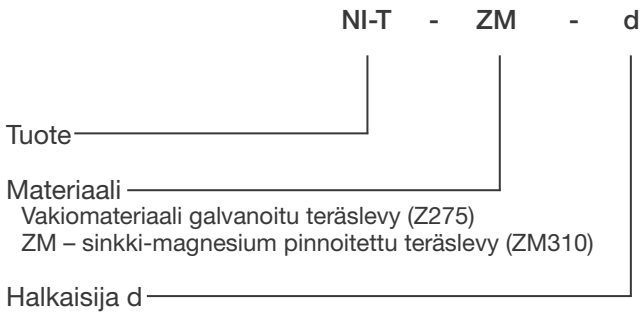 NI-T - ZM - d
Tuote
Materiaali
Vakiomateriaali galvanoitu teräslevy (Z275)
ZM – sinkki-magnesium pinnoitettu teräslevy (ZM310)
Halkaisija d